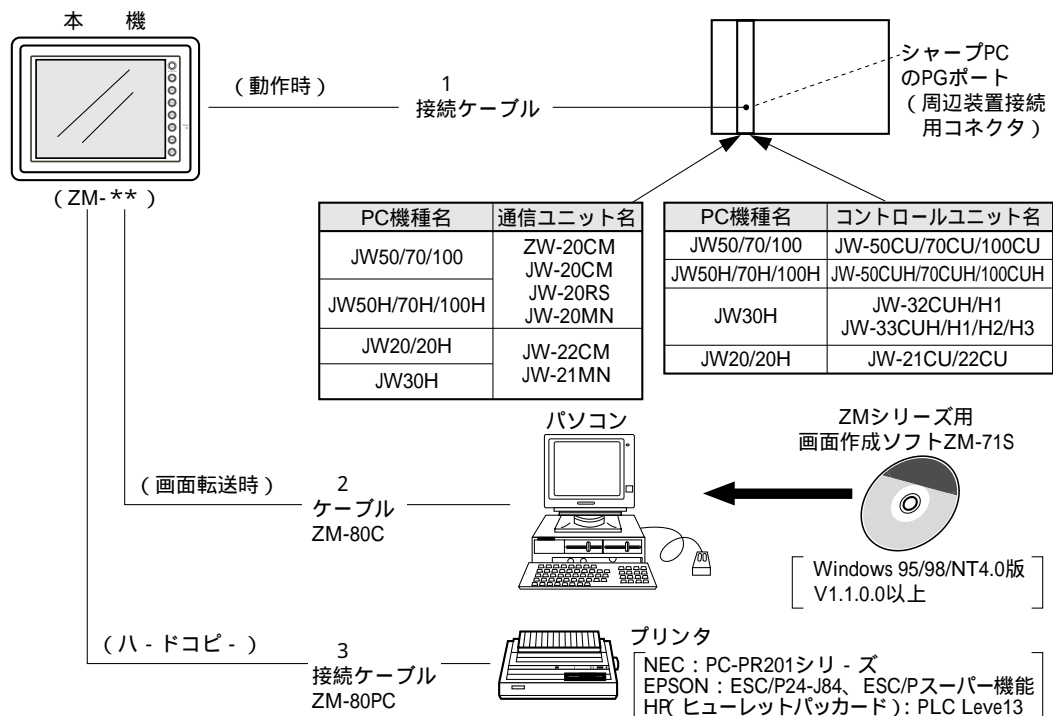 本 機
(動作時)
1
接続ケーブル
シャープPC
のPGポート
(周辺装置接続
用コネクタ)
(ZM-**)
PC機種名 通信ユニット名
JW50/70/100
JW50H/70H/100H
ZW-20CM
JW-20CM
JW-20RS
JW-20MN
JW20/20H
JW30H
JW-22CM
JW-21MN
PC機種名 コントロールユニット名
JW50/70/100 JW-50CU/70CU/100CU
JW50H/70H/100H JW-50CUH/70CUH/100CUH
JW30H
JW-32CUH/H1
JW-33CUH/H1/H2/H3
JW20/20H JW-21CU/22CU
パソコン
ZMシリーズ用
画面作成ソフトZM-71S
(画面転送時)
2
ケーブル
ZM-80C
Windows 95/98/NT4.0版
V1.1.0.0以上
(ハ-ドコピ-)
3
接続ケーブル
ZM-80PC
プリンタ
NEC:PC-PR201シリ-ズ
EPSON:ESC/P24-J84、ESC/Pスーパー機能
HP(ヒューレットパッカード):PLC Leve13